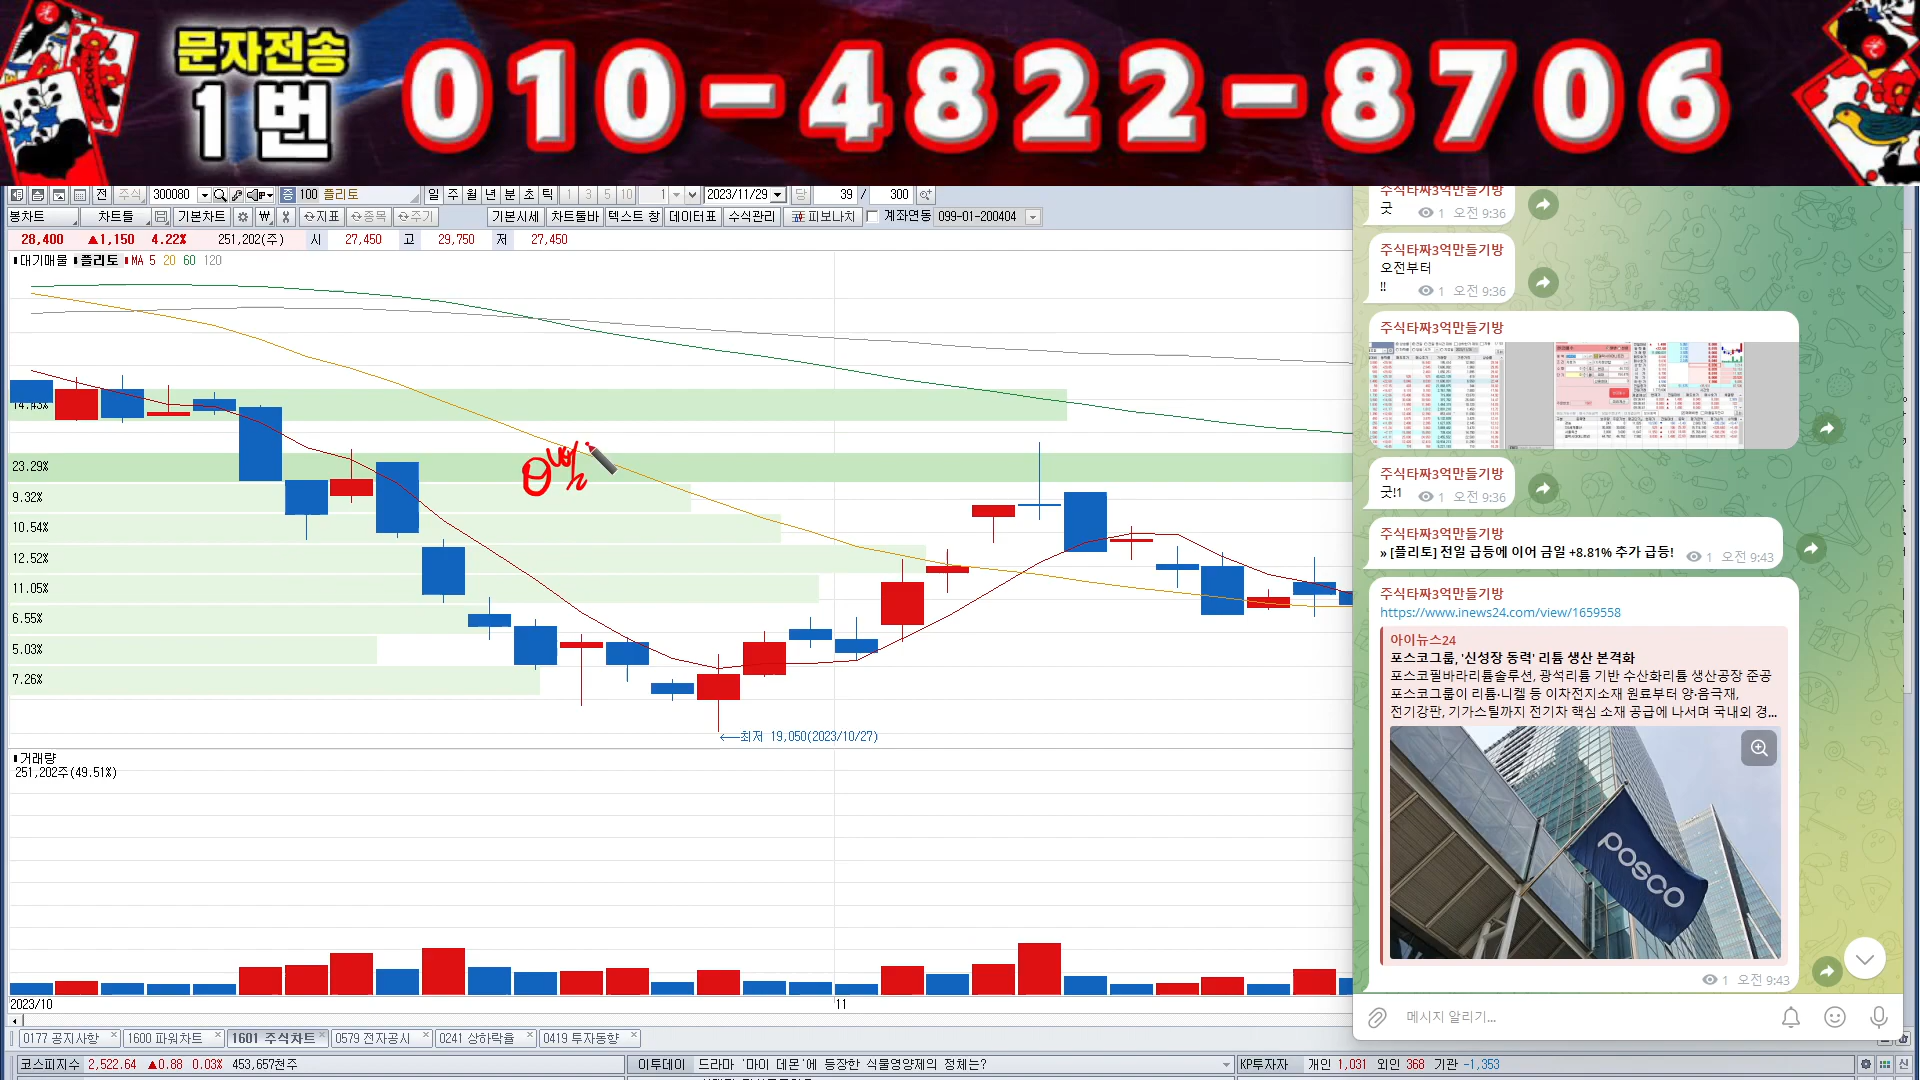 문자전송
1번
010-4822-8706
전 주식 300080 증 100 플리토 일 주 월 년 분 초 틱 1 3 5 10 1 2023/11/29 당 39 / 300
봉차트 차트틀 기본차트 ₩ 지표 종목 주기 기본시세 차트툴바 텍스트 창 데이터표 수식관리 피보나치 계좌연동 099-01-200404
28,400 ▲1,150 4.22% 251,202(주) 시 27,450 고 29,750 저 27,450
대기매물 플리토 MA 5 20 60 120
14.43%
23.29%
9.32%
10.54%
12.52%
11.05%
6.55%
5.03%
7.26%
←최저 19,050(2023/10/27)
거래량
251,202주(49.51%)
2023/10
11
0177 공지사항 × 1600 파워차트 × 1601 주식차트 × 0579 전자공시 × 0241 상하락율 × 0419 투자동향 ×
코스피지수 2,522.64 ▲0.88 0.03% 453,657천주 이투데이 드라마 '마이 데몬'에 등장한 식물영양제의 정체는? KP투자자 개인 1,031 외인 368 기관 -1,353
주식타짜3억만들기방
굿 1 오전 9:36
주식타짜3억만들기방
오전부터
!! 1 오전 9:36
주식타짜3억만들기방
주식타짜3억만들기방
굿!1 1 오전 9:36
주식타짜3억만들기방
» [플리토] 전일 급등에 이어 금일 +8.81% 추가 급등! 1 오전 9:43
주식타짜3억만들기방
https://www.inews24.com/view/1659558
아이뉴스24
포스코그룹, '신성장 동력' 리튬 생산 본격화
포스코필바라리튬솔루션, 광석리튬 기반 수산화리튬 생산공장 준공
포스코그룹이 리튬·니켈 등 이차전지소재 원료부터 양·음극재,
전기강판, 기가스틸까지 전기차 핵심 소재 공급에 나서며 국내외 경...
posco
1 오전 9:43
메시지 알리기...